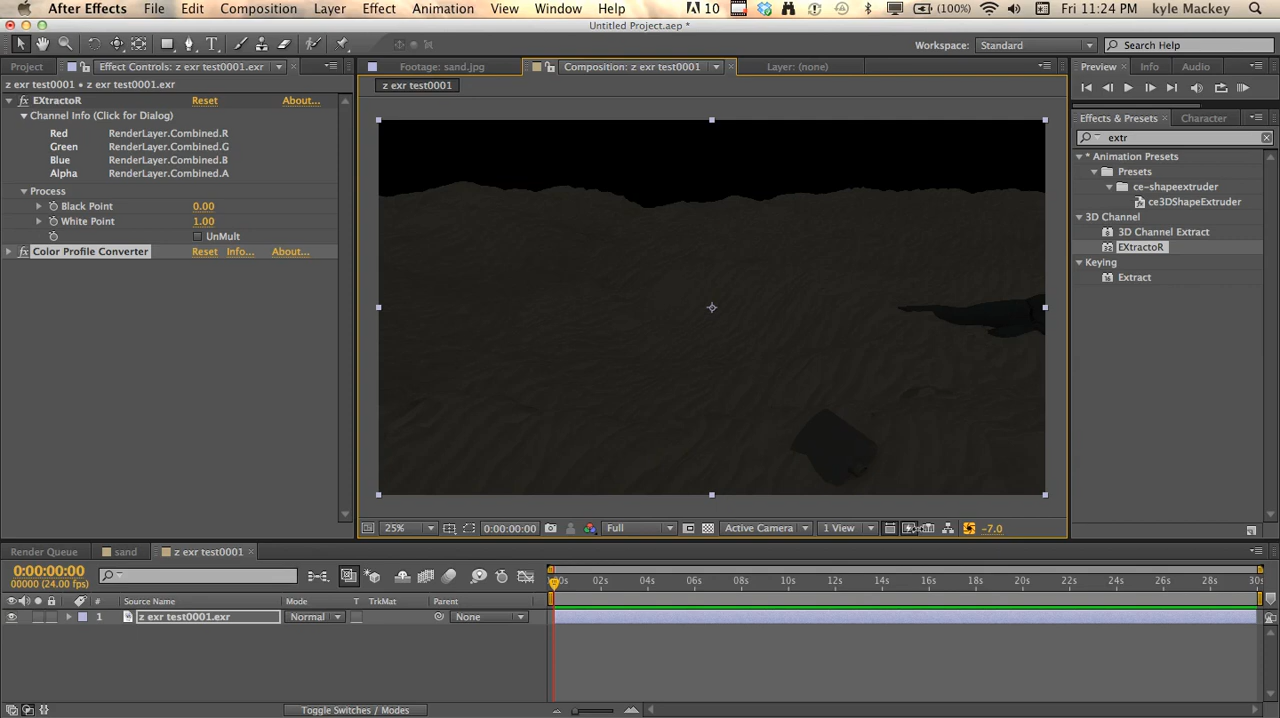 After Effects File Edit Composition Layer Effect Animation View Window Help 10 (100%) Fri 11:24 AM kyle Mackey
Untitled Project.aep *
Workspace: Standard Search Help
Project Effect Controls: z exr test0001.exr Footage: sand.jpg Composition: z exr test0001 Layer: (none) Preview Info Audio
z exr test0001 • z exr test0001.exr z exr test0001
fx EXtractoR Reset About...
Channel Info (Click for Dialog)
Red RenderLayer.Combined.R
Green RenderLayer.Combined.G
Blue RenderLayer.Combined.B
Alpha RenderLayer.Combined.A
Process
Black Point 0.00
White Point 1.00
UnMult
fx Color Profile Converter Reset Info... About...
Effects & Presets Character
extr
* Animation Presets
Presets
ce-shapeextruder
ce3DShapeExtruder
3D Channel
3D Channel Extract
EXtractoR
Keying
Extract
25% 0:00:00:00 Full Active Camera 1 View -7.0
Render Queue sand z exr test0001
0:00:00:00
00000 (24.00 fps)
00s 02s 04s 06s 08s 10s 12s 14s 16s 18s 20s 22s 24s 26s 28s 30s
# Source Name Mode T TrkMat Parent
1 z exr test0001.exr Normal None
Toggle Switches / Modes